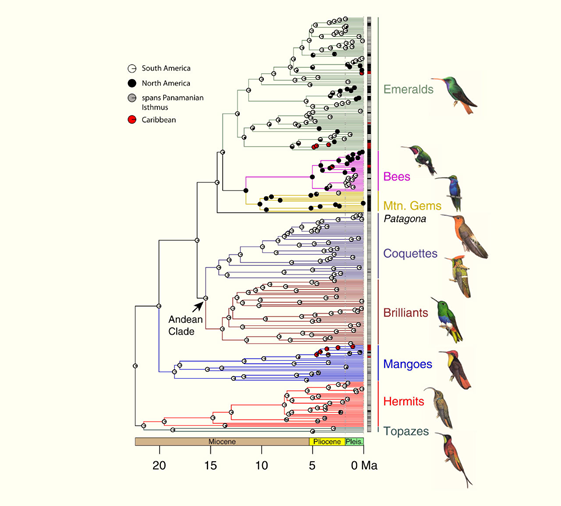 South America
North America
spans Panamanian
Isthmus
Caribbean
Emeralds
Bees
Mtn. Gems
Patagona
Coquettes
Andean
Clade
Brilliants
Mangoes
Hermits
Topazes
Miocene
Pliocene
Pleis.
20
15
10
5
0 Ma